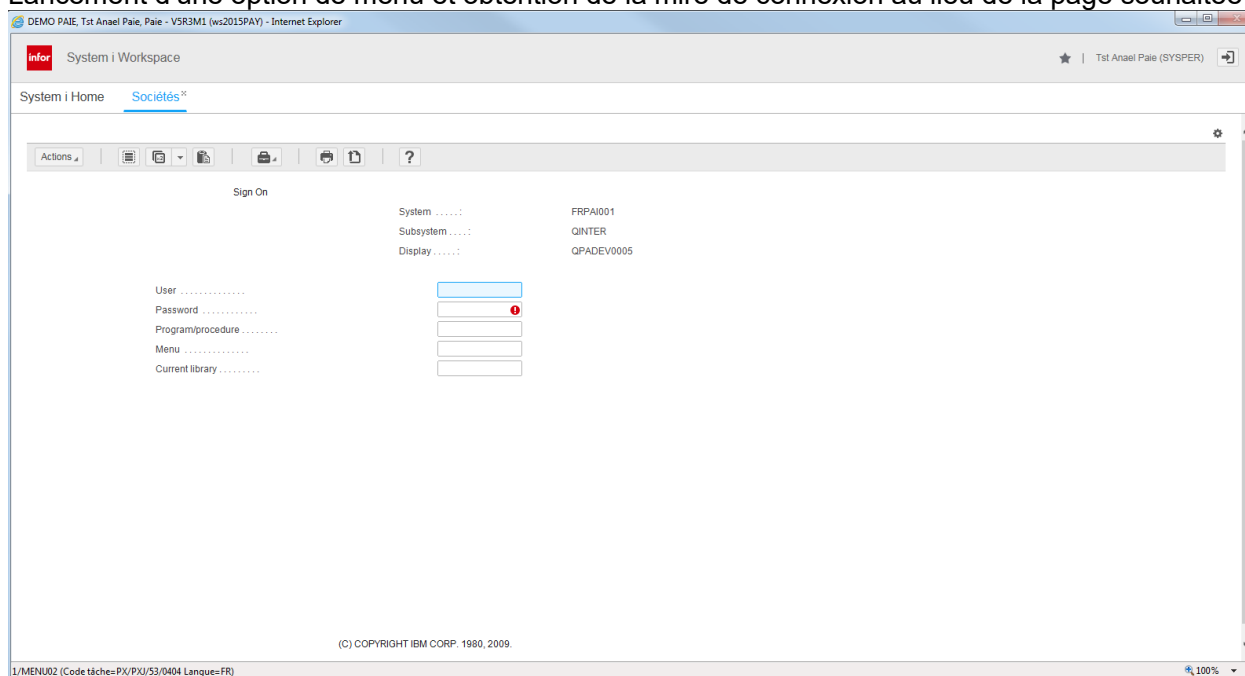 Lancement d'une option de menu et obtention de la mire de connexion au lieu de la page souhaitée
DEMO PAIE, Tst Anael Paie, Paie - V5R3M1 (ws2015PAY) - Internet Explorer
infor System i Workspace Tst Anael Paie (SYSPER)
System i Home Sociétés
Actions ?
Sign On
System . . . . . : FRPAI001
Subsystem . . . . : QINTER
Display . . . . . : QPADEV0005
User . . . . . . . . . . . . . .
Password . . . . . . . . . . . .
Program/procedure . . . . . . . .
Menu . . . . . . . . . . . . . .
Current library . . . . . . . . .
(C) COPYRIGHT IBM CORP. 1980, 2009.
1/MENU02 (Code tâche=PX/PXJ/53/0404 Langue=FR) 100%